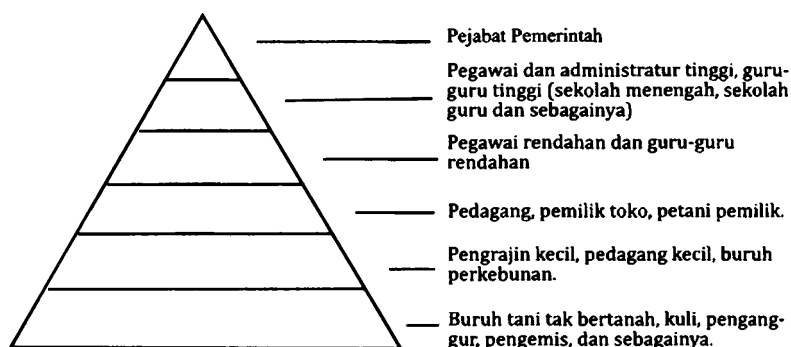 Pejabat Pemerintah
Pegawai dan administratur tinggi, guru-
guru tinggi (sekolah menengah, sekolah
guru dan sebagainya)
Pegawai rendahan dan guru-guru
rendahan
Pedagang, pemilik toko, petani pemilik.
Pengrajin kecil, pedagang kecil, buruh
perkebunan.
Buruh tani tak bertanah, kuli, pengang-
gur, pengemis, dan sebagainya.